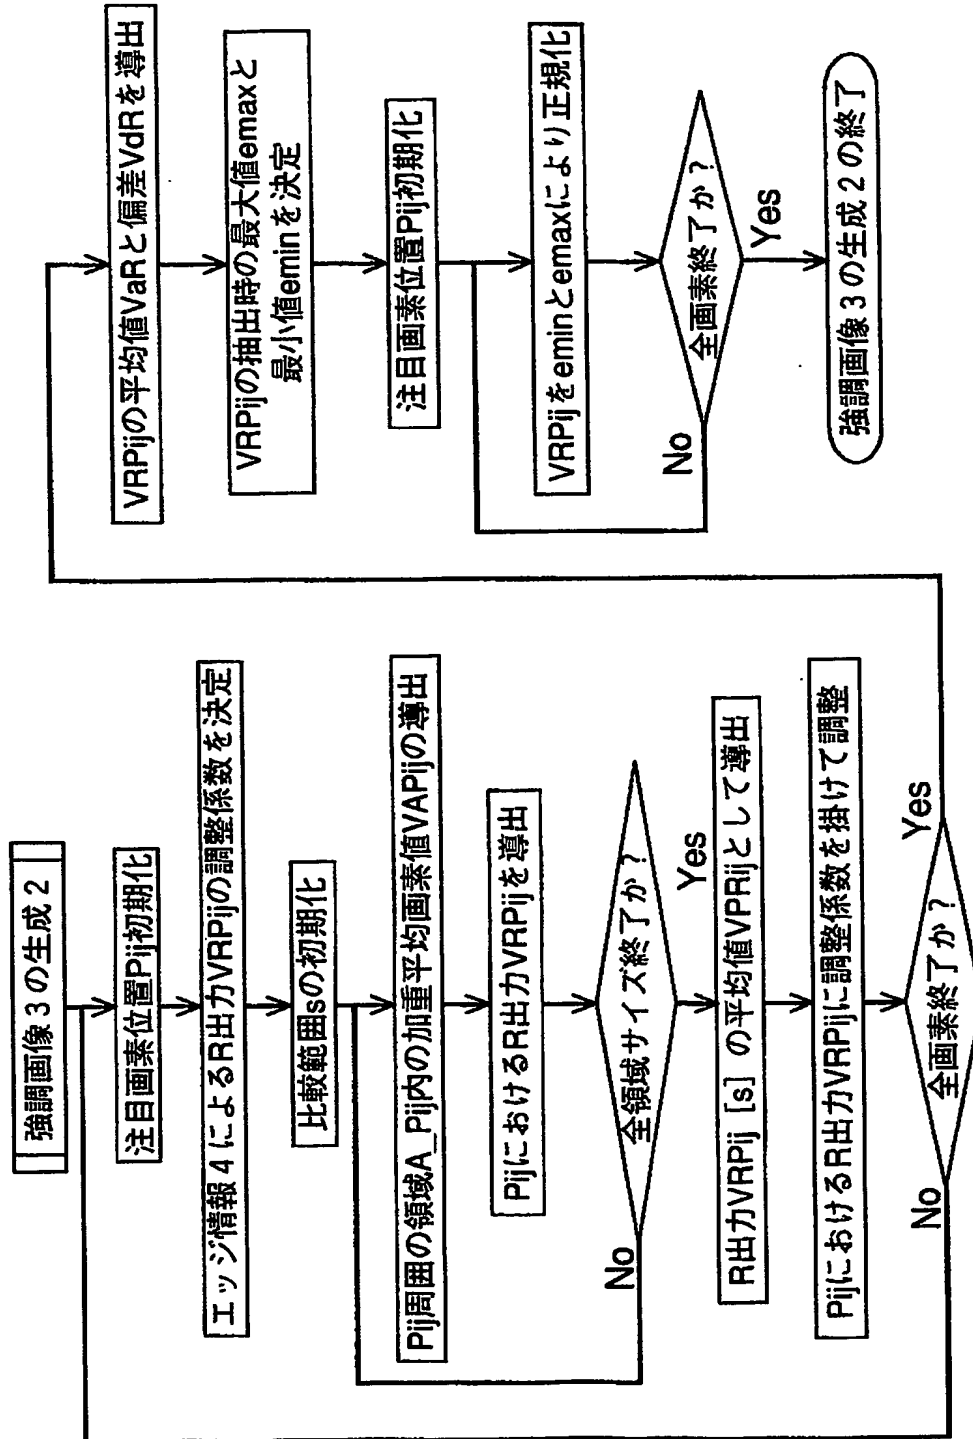 強調画像3の生成2
注目画素位置Pij初期化
エッジ情報4によるR出力VRPijの調整係数を決定
比較範囲sの初期化
Pij周囲の領域A_Pij内の加重平均画素値VAPijの導出
PijにおけるR出力VRPijを導出
全領域サイズ終了か?
No
Yes
R出力VRPij [s] の平均値VPRijとして導出
PijにおけるR出力VRPijに調整係数を掛けて調整
全画素終了か?
No
Yes
VRPijの平均値VaRと偏差VdRを導出
VRPijの抽出時の最大値emaxと
最小値eminを決定
注目画素位置Pij初期化
VRPijをeminとemaxにより正規化
全画素終了か?
No
Yes
強調画像3の生成2の終了